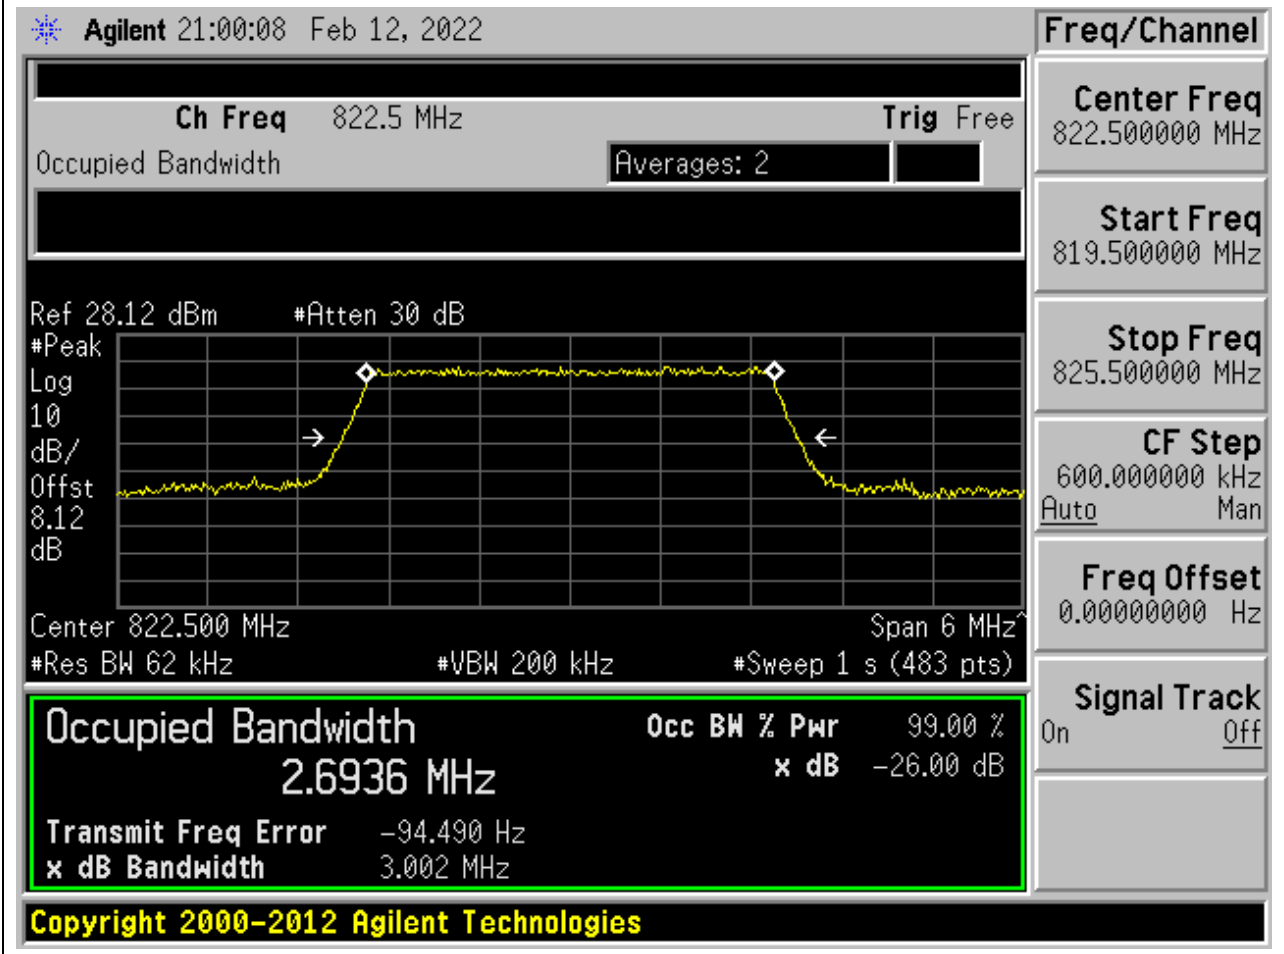 Agilent 21:00:08 Feb 12, 2022
Freq/Channel
Ch Freq 822.5 MHz Trig Free
Occupied Bandwidth Averages: 2
Center Freq
822.500000 MHz
Start Freq
819.500000 MHz
Stop Freq
825.500000 MHz
CF Step
600.000000 kHz
Auto Man
Freq Offset
0.00000000 Hz
Signal Track
On Off
Ref 28.12 dBm #Atten 30 dB
#Peak
Log
10
dB/
Offst
8.12
dB
Center 822.500 MHz Span 6 MHz^
#Res BW 62 kHz #VBW 200 kHz #Sweep 1 s (483 pts)
Occupied Bandwidth Occ BW % Pwr 99.00 %
2.6936 MHz x dB -26.00 dB
Transmit Freq Error -94.490 Hz
x dB Bandwidth 3.002 MHz
Copyright 2000-2012 Agilent Technologies